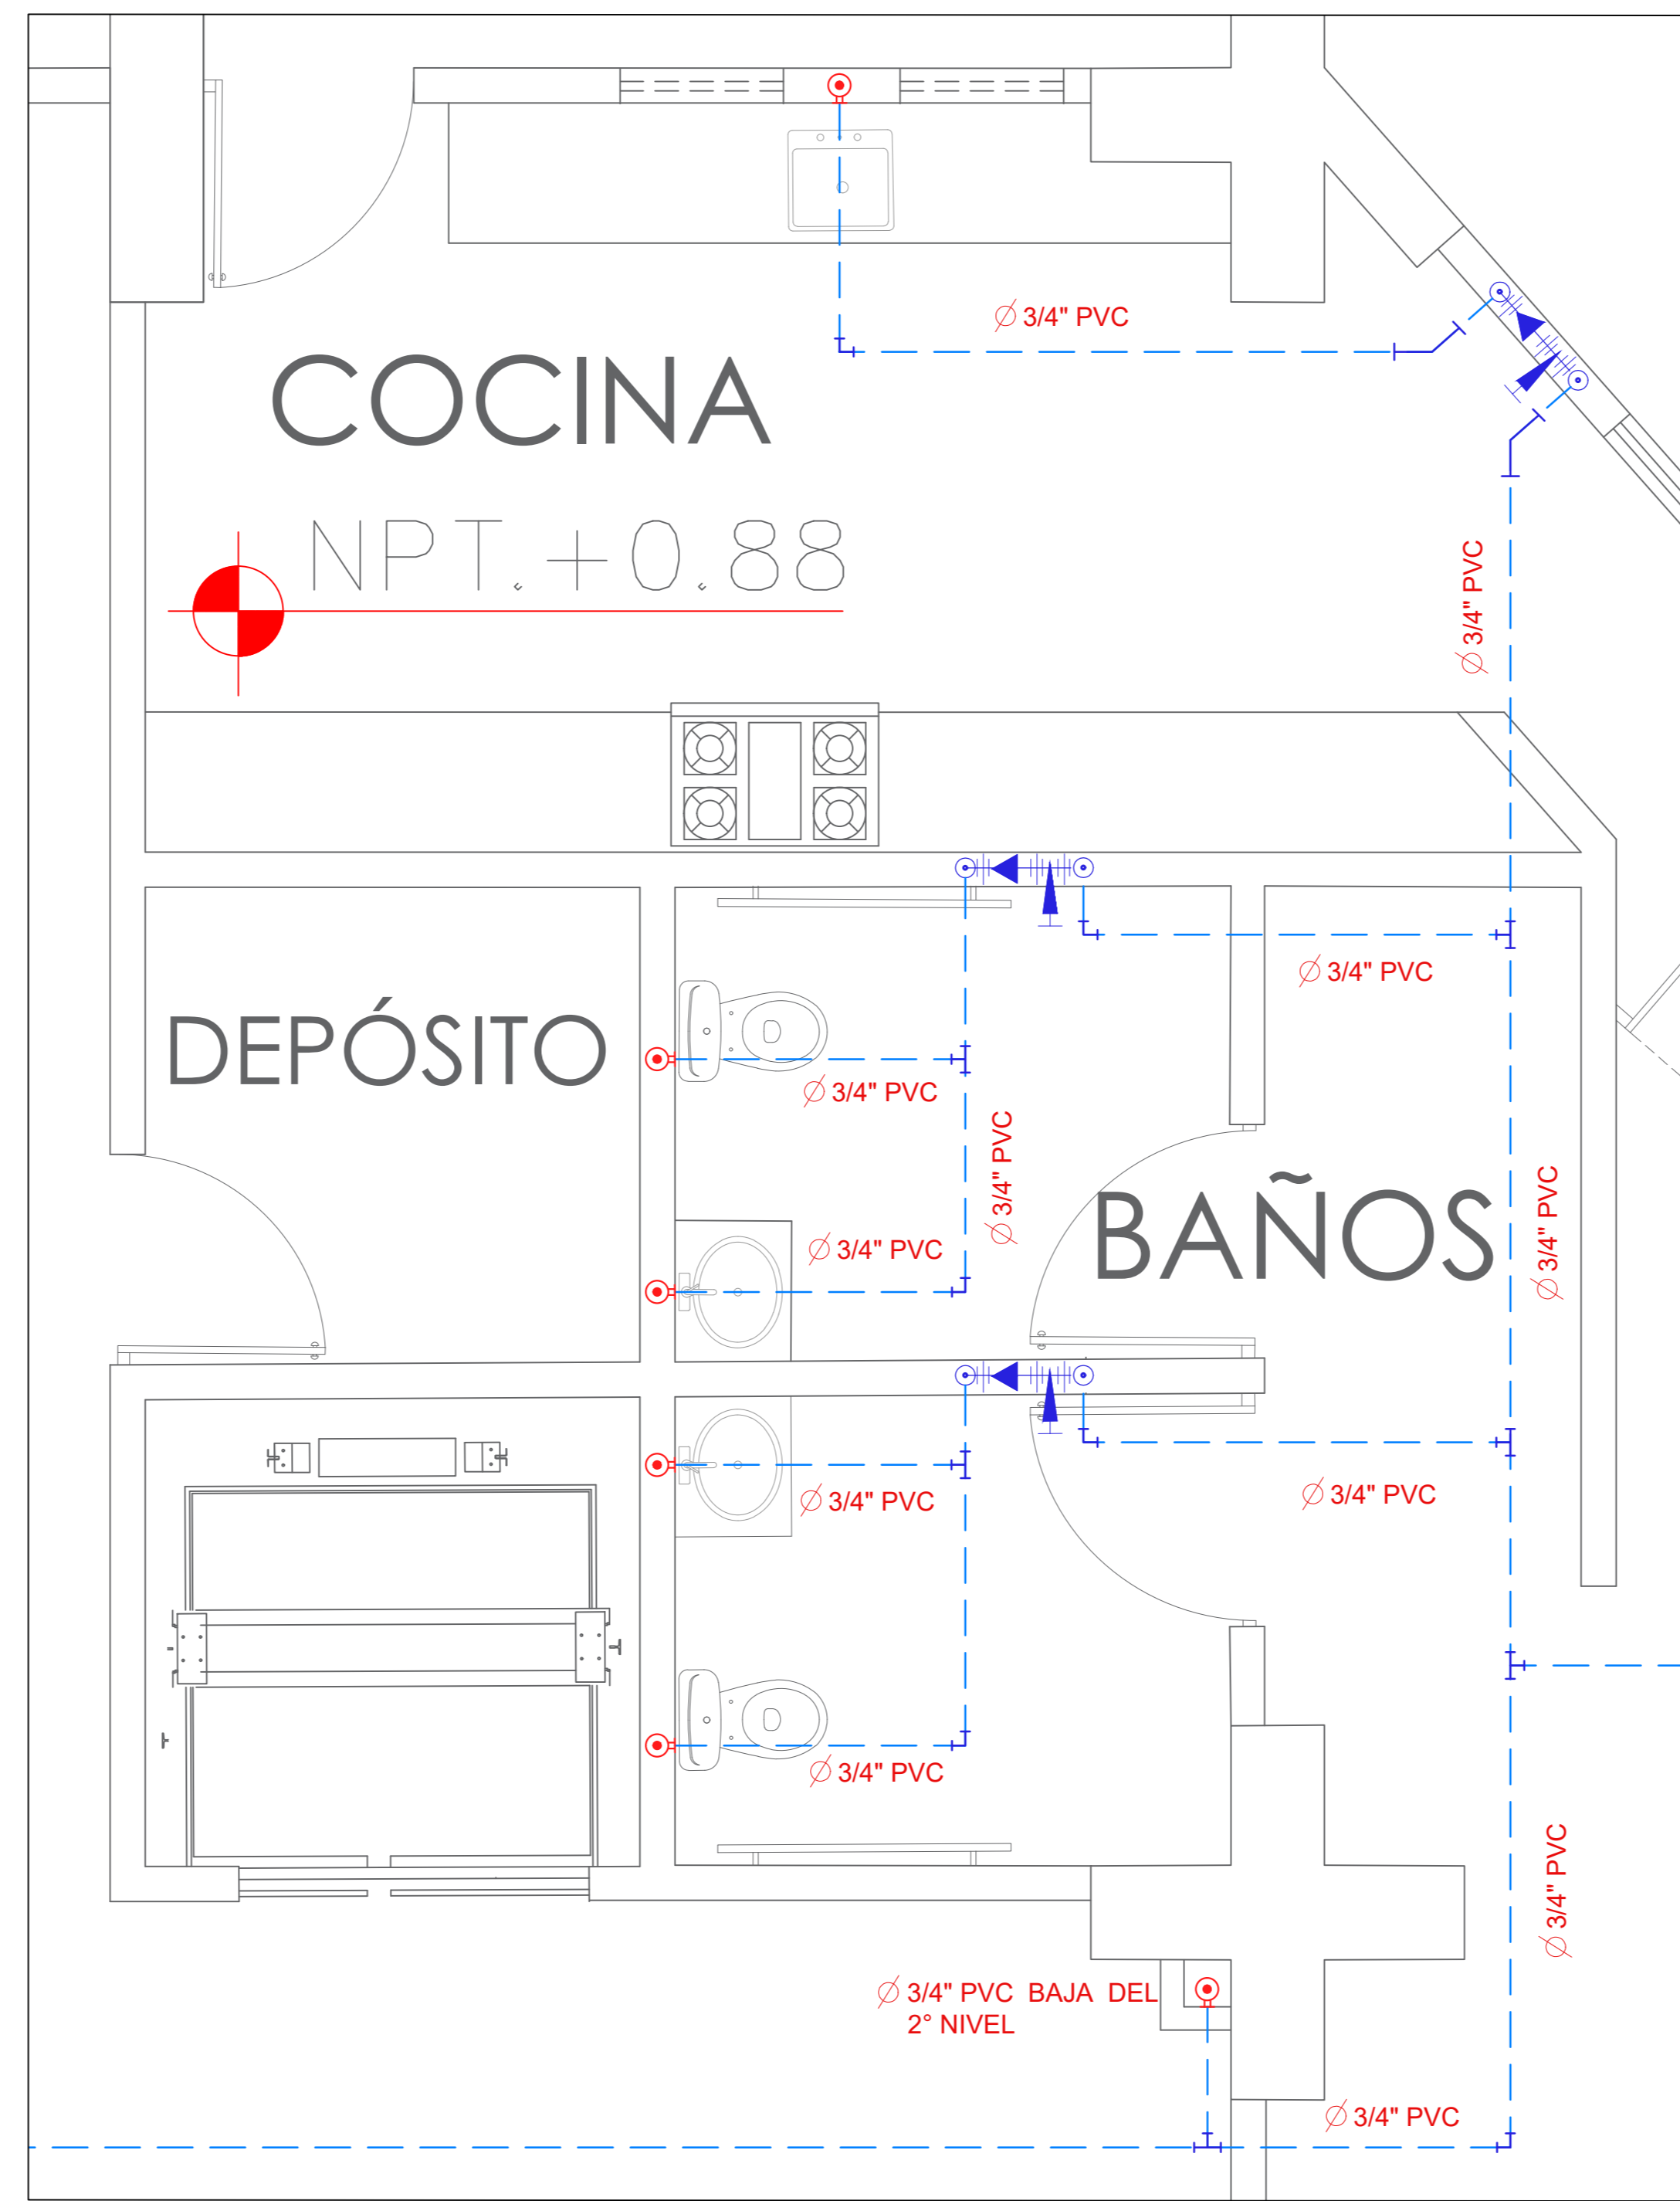 ∅ 3/4" PVC
COCINA
NPT. +0.88
∅ 3/4" PVC
∅ 3/4" PVC
DEPÓSITO
∅ 3/4" PVC
∅ 3/4" PVC
BAÑOS
∅ 3/4" PVC
∅ 3/4" PVC
∅ 3/4" PVC
∅ 3/4" PVC
∅ 3/4" PVC
∅ 3/4" PVC
∅ 3/4" PVC BAJA DEL
2° NIVEL
∅ 3/4" PVC